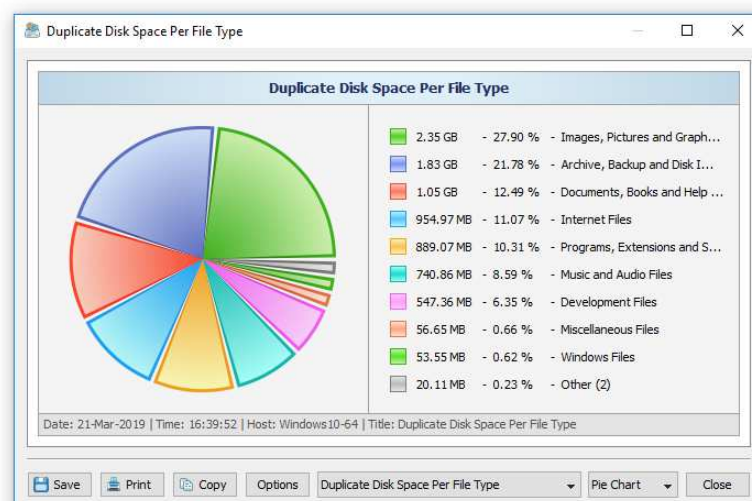 Duplicate Disk Space Per File Type
Duplicate Disk Space Per File Type
2.35 GB - 27.90 % - Images, Pictures and Graph...
1.83 GB - 21.78 % - Archive, Backup and Disk I...
1.05 GB - 12.49 % - Documents, Books and Help ...
954.97 MB - 11.07 % - Internet Files
889.07 MB - 10.31 % - Programs, Extensions and S...
740.86 MB - 8.59 % - Music and Audio Files
547.36 MB - 6.35 % - Development Files
56.65 MB - 0.66 % - Miscellaneous Files
53.55 MB - 0.62 % - Windows Files
20.11 MB - 0.23 % - Other (2)
Date: 21-Mar-2019 | Time: 16:39:52 | Host: Windows10-64 | Title: Duplicate Disk Space Per File Type
Save Print Copy Options Duplicate Disk Space Per File Type Pie Chart Close